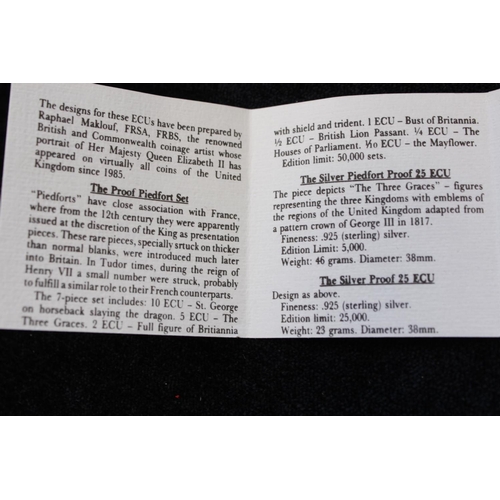 The designs for these ECUs have been prepared by
Raphael Maklouf, FRSA, FRBS, the renowned
British and Commonwealth coinage artist whose
portrait of Her Majesty Queen Elizabeth II has
appeared on virtually all coins of the United
Kingdom since 1985.
The Proof Piedfort Set
"Piedforts" have close association with France,
where from the 12th century they were apparently
issued at the discretion of the King as presentation
pieces. These rare pieces, specially struck on thicker
than normal blanks, were introduced much later
into Britain. In Tudor times, during the reign of
Henry VII a small number were struck, probably
to fulfill a similar role to their French counterparts.
The 7-piece set includes: 10 ECU - St. George
on horseback slaying the dragon. 5 ECU - The
Three Graces. 2 ECU - Full figure of Britiannia
with shield and trident. 1 ECU - Bust of Britannia.
½ ECU - British Lion Passant. ¼ ECU - The
Houses of Parliament. 1/10 ECU - the Mayflower.
Edition limit: 50,000 sets.
The Silver Piedfort Proof 25 ECU
The piece depicts "The Three Graces" - figures
representing the three Kingdoms with emblems of
the regions of the United Kingdom adapted from
a pattern crown of George III in 1817.
Fineness: .925 (sterling) silver.
Edition Limit: 5,000.
Weight: 46 grams. Diameter: 38mm.
The Silver Proof 25 ECU
Design as above.
Fineness: .925 (sterling) silver.
Edition limit: 25,000.
Weight: 23 grams. Diameter: 38mm.